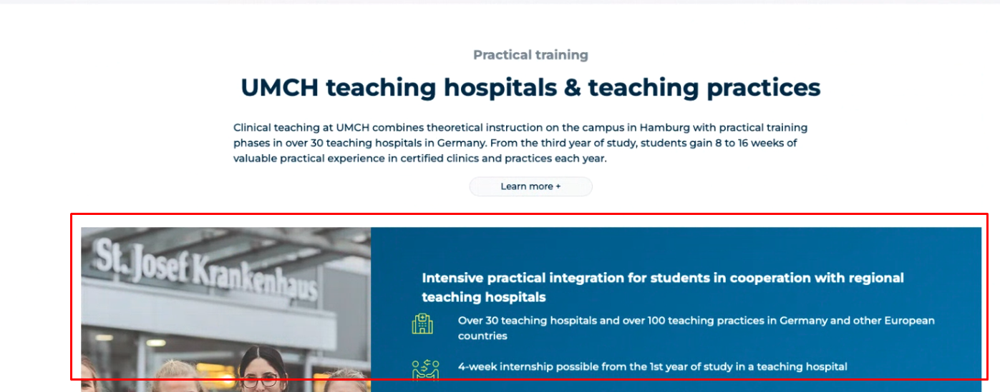 Practical training
UMCH teaching hospitals & teaching practices
Clinical teaching at UMCH combines theoretical instruction on the campus in Hamburg with practical training
phases in over 30 teaching hospitals in Germany. From the third year of study, students gain 8 to 16 weeks of
valuable practical experience in certified clinics and practices each year.
Learn more +
St. Josef Krankenhaus
Intensive practical integration for students in cooperation with regional
teaching hospitals
Over 30 teaching hospitals and over 100 teaching practices in Germany and other European
countries
4-week internship possible from the 1st year of study in a teaching hospital